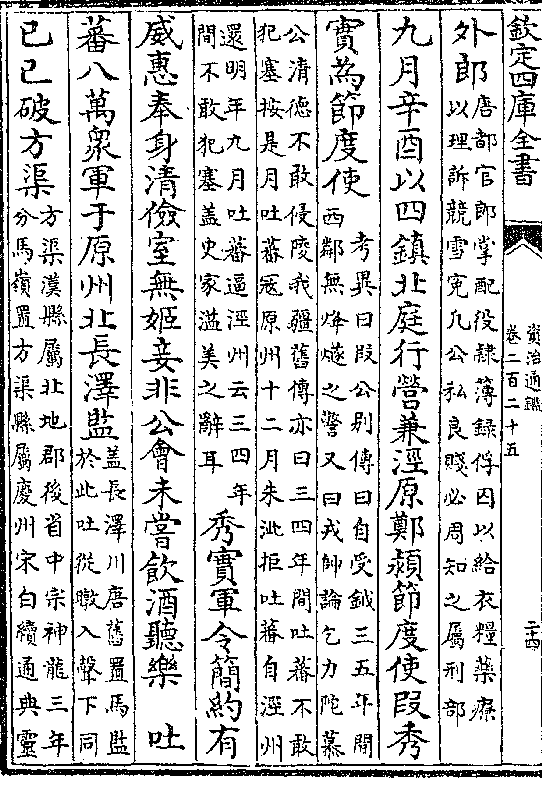 欽定四庫全書
資治通鑑
卷二百二十五
二十四
外郎
唐都官郎掌配役隸簿録俘囚以給衣糧藥療
以理訴競雪寃凡公私良賤必周知之屬刑部
九月辛酉以四鎮北庭行營兼涇原鄭潁節度使段秀
實為節度使
考異曰段公别傳曰自受鉞三五年間
西鄰無烽燧之警又曰戎帥論乞力陀慕
公清德不敢侵陵我疆舊傳亦曰三四年間吐蕃不敢
犯塞按是月吐蕃寇原州十二月朱泚拒吐蕃自涇州
還明年九月吐蕃逼涇州云三四年
間不敢犯塞盖史家溢美之辭耳
秀實軍令簡約有
威惠奉身清儉室無姬妾非公會未嘗飲酒聽樂　吐
蕃八萬衆軍于原州北長澤監
盖長澤川唐舊置馬監
於此吐從暾入聲下同
已己破方渠
方渠漢縣屬北地郡後省中宗神龍三年
分馬嶺置方渠縣屬慶州宋白續通典靈